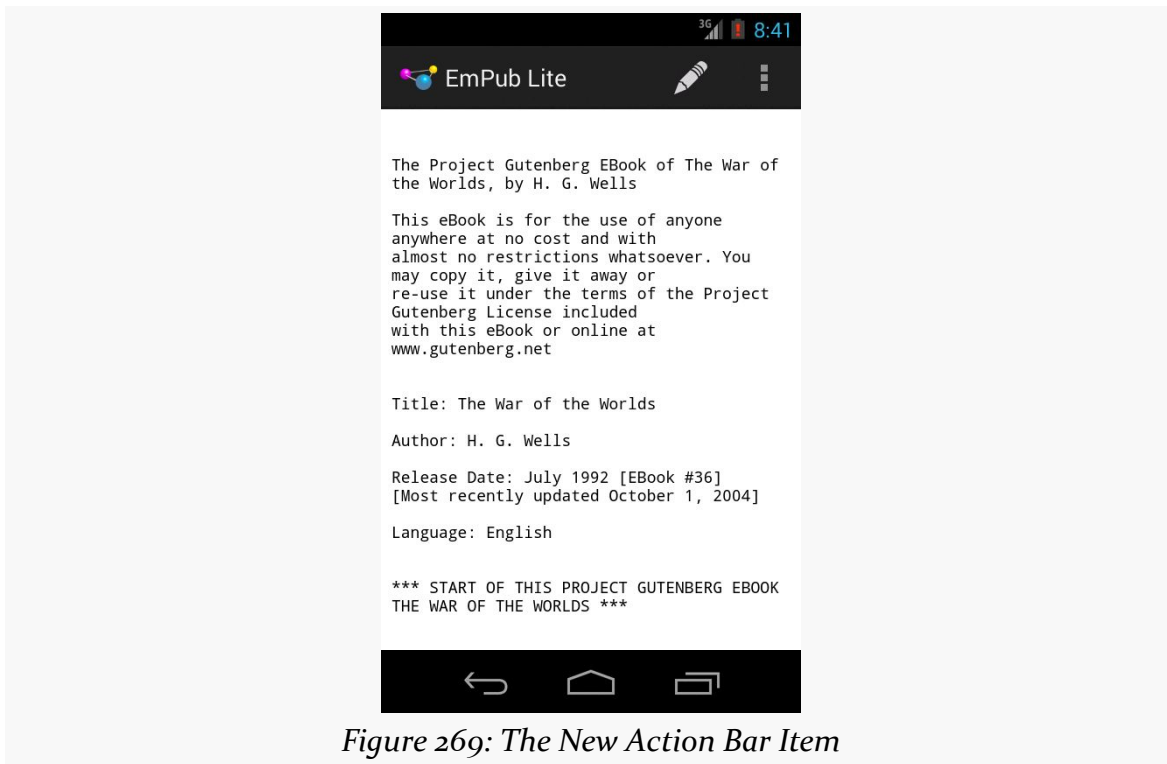 3G 8:41
EmPub Lite
The Project Gutenberg EBook of The War of
the Worlds, by H. G. Wells
This eBook is for the use of anyone
anywhere at no cost and with
almost no restrictions whatsoever. You
may copy it, give it away or
re-use it under the terms of the Project
Gutenberg License included
with this eBook or online at
www.gutenberg.net
Title: The War of the Worlds
Author: H. G. Wells
Release Date: July 1992 [EBook #36]
[Most recently updated October 1, 2004]
Language: English
*** START OF THIS PROJECT GUTENBERG EBOOK
THE WAR OF THE WORLDS ***
Figure 269: The New Action Bar Item